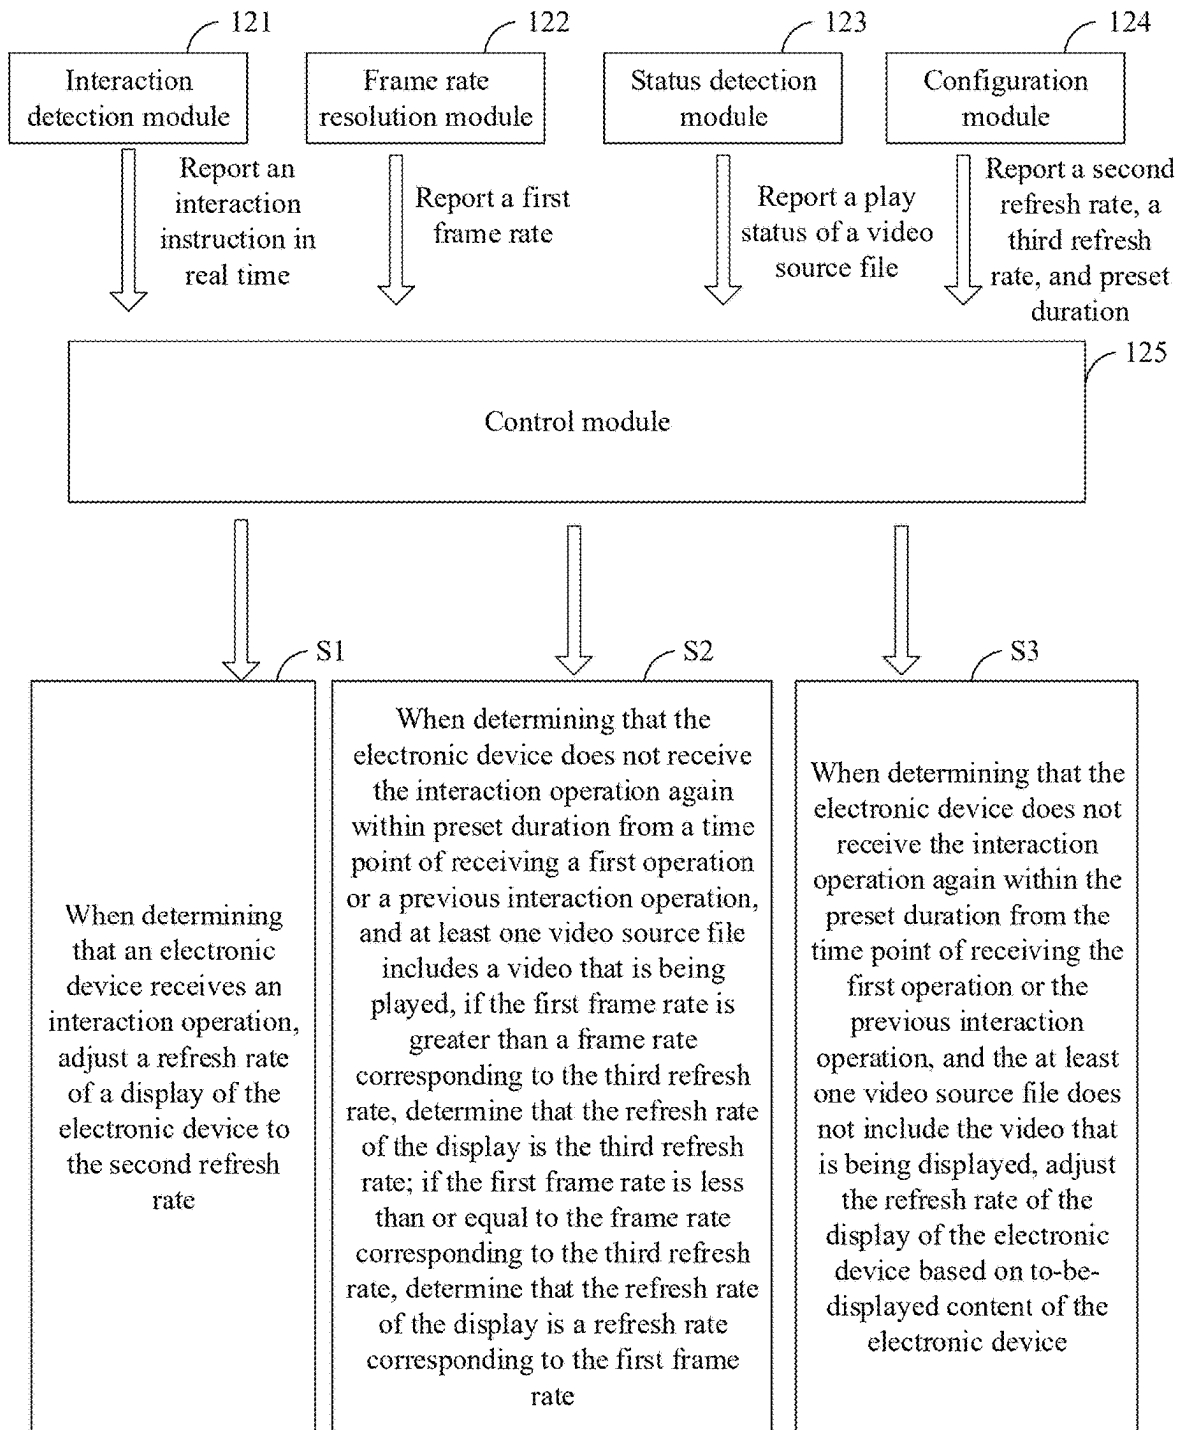 121
122
123
124
Interaction
detection module
Frame rate
resolution module
Status detection
module
Configuration
module
Report an
interaction
instruction in
real time
Report a first
frame rate
Report a play
status of a video
source file
Report a second
refresh rate, a
third refresh
rate, and preset
duration
125
Control module
S1
S2
S3
When determining
that an electronic
device receives an
interaction operation,
adjust a refresh rate
of a display of the
electronic device to
the second refresh
rate
When determining that the
electronic device does not receive
the interaction operation again
within preset duration from a time
point of receiving a first operation
or a previous interaction operation,
and at least one video source file
includes a video that is being
played, if the first frame rate is
greater than a frame rate
corresponding to the third refresh
rate, determine that the refresh rate
of the display is the third refresh
rate; if the first frame rate is less
than or equal to the frame rate
corresponding to the third refresh
rate, determine that the refresh rate
of the display is a refresh rate
corresponding to the first frame
rate
When determining that the
electronic device does not
receive the interaction
operation again within the
preset duration from the
time point of receiving the
first operation or the
previous interaction
operation, and the at least
one video source file does
not include the video that
is being displayed, adjust
the refresh rate of the
display of the electronic
device based on to-be-
displayed content of the
electronic device